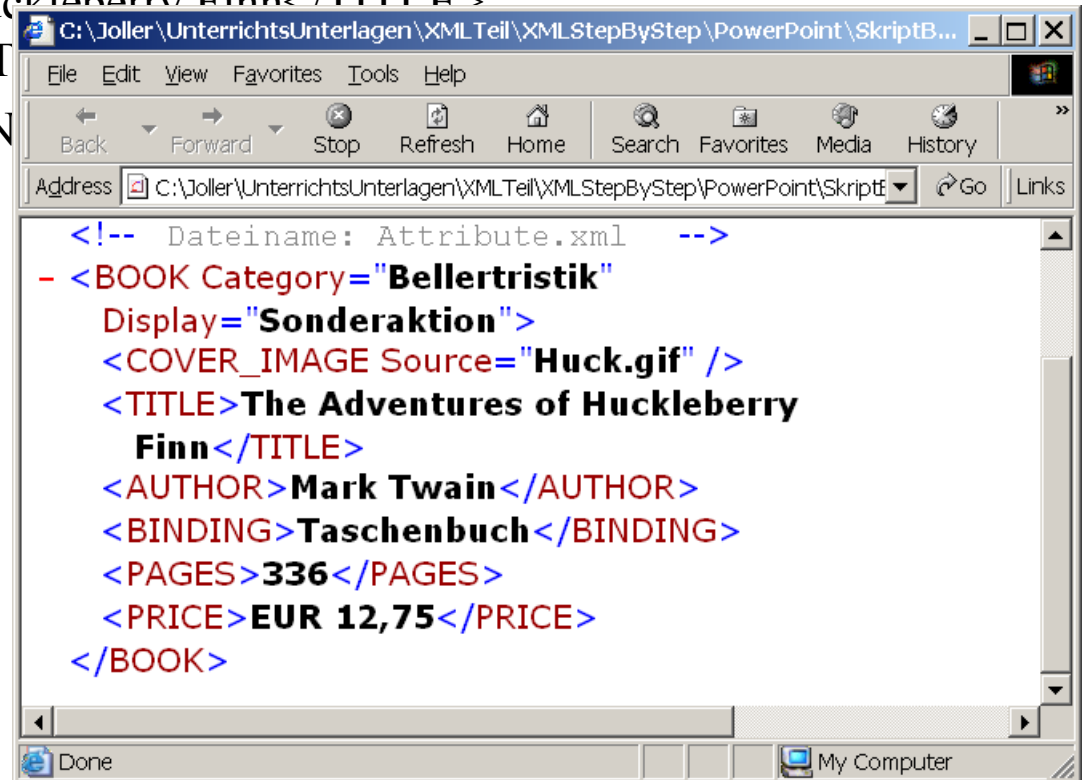 ckleberry Finn</TITLE>
C:\Joller\UnterrichtsUnterlagen\XMLTeil\XMLStepByStep\PowerPoint\SkriptB...
T
File Edit View Favorites Tools Help
N
Back Forward Stop Refresh Home Search Favorites Media History »
Address C:\Joller\UnterrichtsUnterlagen\XMLTeil\XMLStepByStep\PowerPoint\Skript Go Links
<!-- Dateiname: Attribute.xml -->
- <BOOK Category="Bellertristik"
Display="Sonderaktion">
<COVER_IMAGE Source="Huck.gif" />
<TITLE>The Adventures of Huckleberry
Finn</TITLE>
<AUTHOR>Mark Twain</AUTHOR>
<BINDING>Taschenbuch</BINDING>
<PAGES>336</PAGES>
<PRICE>EUR 12,75</PRICE>
</BOOK>
Done My Computer